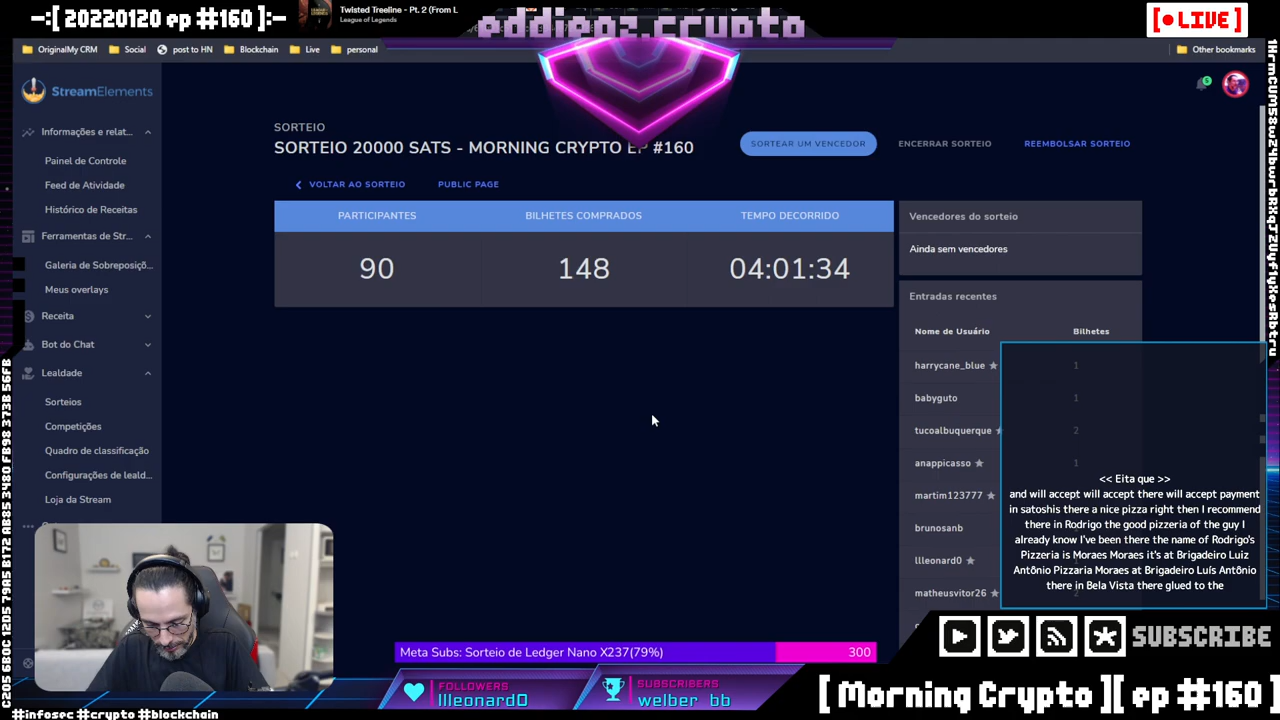 -:[ 20220120 ep #160]:-
Twisted Treeline - Pt. 2 (From L
League of Legends
eddieoz.crypto
[● LIVE]
OriginalMy CRM
Social
post to HN
Blockchain
Live
personal
Other bookmarks
StreamElements
5
Informações e relat...
Painel de Controle
Feed de Atividade
Histórico de Receitas
Ferramentas de Str...
Galeria de Sobreposiçõ...
Meus overlays
Receita
Bot do Chat
Lealdade
Sorteios
Competições
Quadro de classificação
Configurações de leald...
Loja da Stream
SORTEIO
SORTEIO 20000 SATS - MORNING CRYPTO EP #160
SORTEAR UM VENCEDOR
ENCERRAR SORTEIO
REEMBOLSAR SORTEIO
VOLTAR AO SORTEIO
PUBLIC PAGE
PARTICIPANTES
BILHETES COMPRADOS
TEMPO DECORRIDO
90
148
04:01:34
Vencedores do sorteio
Ainda sem vencedores
Entradas recentes
Nome de Usuário Bilhetes
harrycane_blue 1
babyguto 1
tucoalbuquerque 2
anappicasso 1
martim123777
brunosanb
llleonard0
matheusvitor26
<< Eita que >>
and will accept will accept there will accept payment
in satoshis there a nice pizza right then I recommend
there in Rodrigo the good pizzeria of the guy I
already know I've been there the name of Rodrigo's
Pizzeria is Moraes Moraes it's at Brigadeiro Luiz
Antônio Pizzaria Moraes at Brigadeiro Luís Antônio
there in Bela Vista there glued to the
Meta Subs: Sorteio de Ledger Nano X237(79%)
300
FOLLOWERS
llleonard0
SUBSCRIBERS
welber_bb
SUBSCRIBE
[Morning Crypto][ep #160]
#infosec #crypto #blockchain